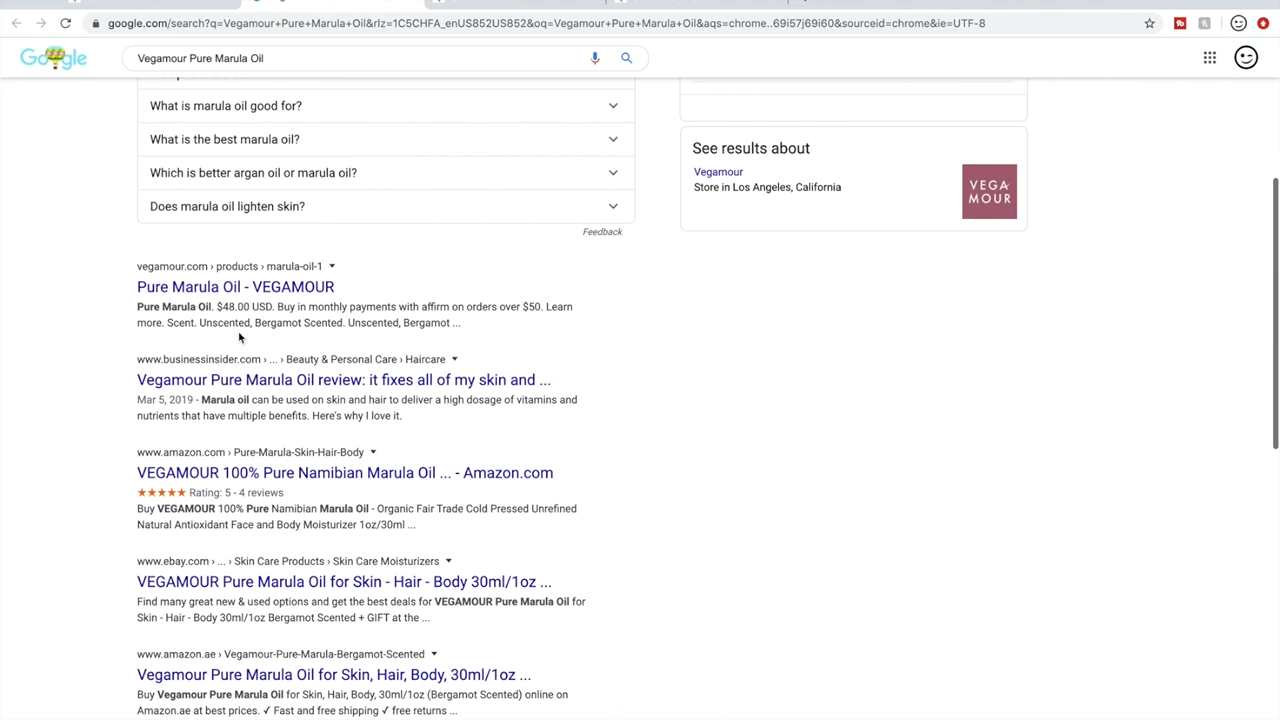 google.com/search?q=Vegamour+Pure+Marula+Oil&rlz=1C5CHFA_enUS852US852&oq=Vegamour+Pure+Marula+Oil&aqs=chrome..69i57j69i60&sourceid=chrome&ie=UTF-8
Google
Vegamour Pure Marula Oil
What is marula oil good for?
What is the best marula oil?
Which is better argan oil or marula oil?
Does marula oil lighten skin?
Feedback
See results about
Vegamour
Store in Los Angeles, California
VEGA
MOUR
vegamour.com › products › marula-oil-1
Pure Marula Oil - VEGAMOUR
Pure Marula Oil. $48.00 USD. Buy in monthly payments with affirm on orders over $50. Learn
more. Scent. Unscented, Bergamot Scented. Unscented, Bergamot ...
www.businessinsider.com › ... › Beauty & Personal Care › Haircare
Vegamour Pure Marula Oil review: it fixes all of my skin and ...
Mar 5, 2019 - Marula oil can be used on skin and hair to deliver a high dosage of vitamins and
nutrients that have multiple benefits. Here's why I love it.
www.amazon.com › Pure-Marula-Skin-Hair-Body
VEGAMOUR 100% Pure Namibian Marula Oil ... - Amazon.com
★★★★★ Rating: 5 - 4 reviews
Buy VEGAMOUR 100% Pure Namibian Marula Oil - Organic Fair Trade Cold Pressed Unrefined
Natural Antioxidant Face and Body Moisturizer 1oz/30ml ...
www.ebay.com › ... › Skin Care Products › Skin Care Moisturizers
VEGAMOUR Pure Marula Oil for Skin - Hair - Body 30ml/1oz ...
Find many great new & used options and get the best deals for VEGAMOUR Pure Marula Oil for
Skin - Hair - Body 30ml/1oz Bergamot Scented + GIFT at the ...
www.amazon.ae › Vegamour-Pure-Marula-Bergamot-Scented
Vegamour Pure Marula Oil for Skin, Hair, Body, 30ml/1oz ...
Buy Vegamour Pure Marula Oil for Skin, Hair, Body, 30ml/1oz (Bergamot Scented) online on
Amazon.ae at best prices. ✓ Fast and free shipping ✓ free returns ...